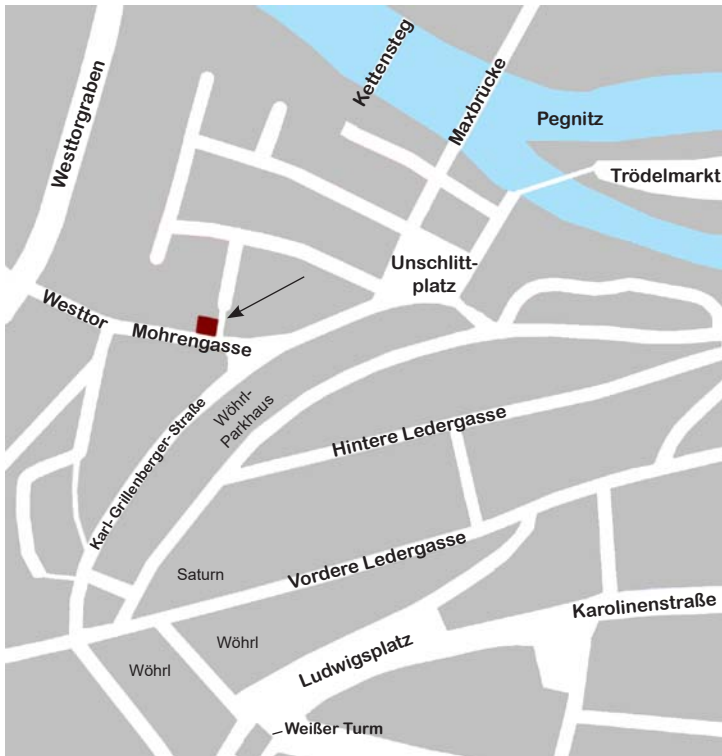 Kettensteg
Maxbrücke
Westtorgraben
Pegnitz
Trödelmarkt
Unschlitt-
platz
Westtor
Mohrengasse
Wöhrl-
Parkhaus
Karl-Grillenberger-Straße
Hintere Ledergasse
Vordere Ledergasse
Saturn
Karolinenstraße
Wöhrl
Ludwigsplatz
Wöhrl
Weißer Turm